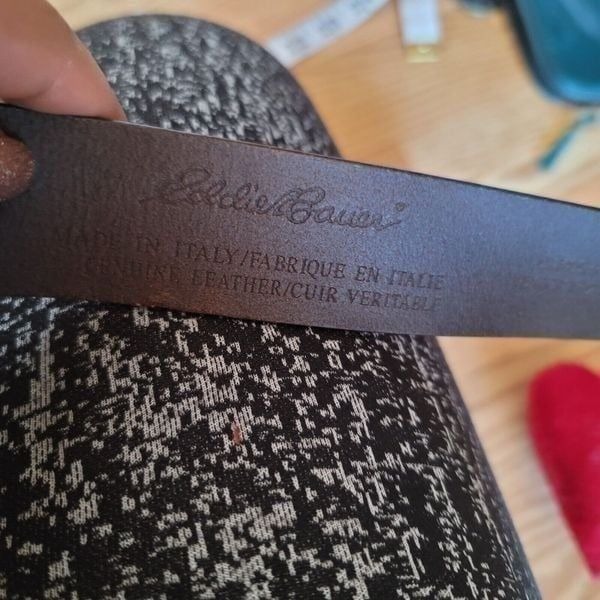 Eddie Bauer®
MADE IN ITALY/FABRIQUE EN ITALIE
GENUINE LEATHER/CUIR VERITABLE